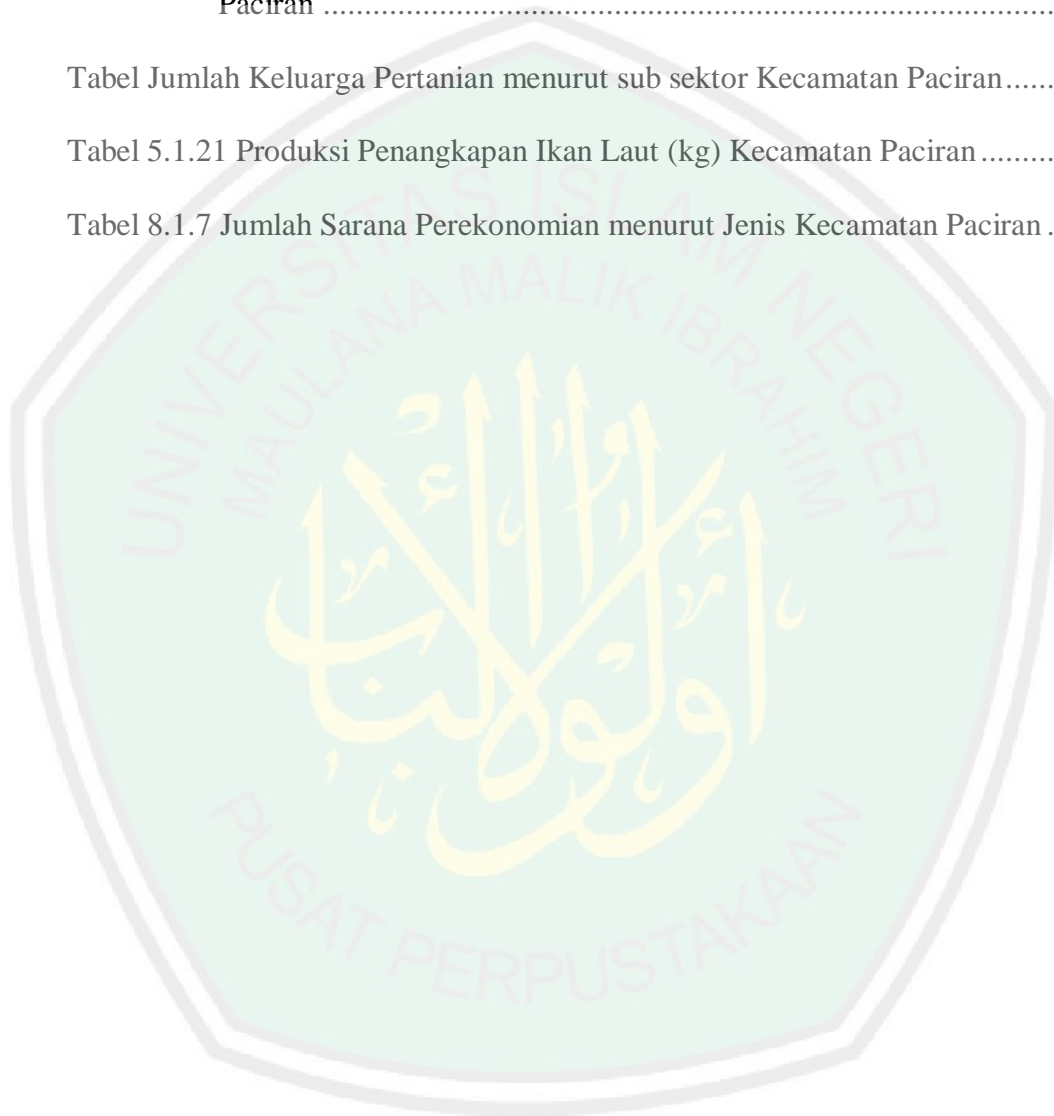 Paciran ........................................................................................
Tabel Jumlah Keluarga Pertanian menurut sub sektor Kecamatan Paciran......
Tabel 5.1.21 Produksi Penangkapan Ikan Laut (kg) Kecamatan Paciran .........
Tabel 8.1.7 Jumlah Sarana Perekonomian menurut Jenis Kecamatan Paciran .
UNIVERSITAS ISLAM NEGERI
MAULANA MALIK IBRAHIM
أولوا الألباب
PUSAT PERPUSTAKAAN